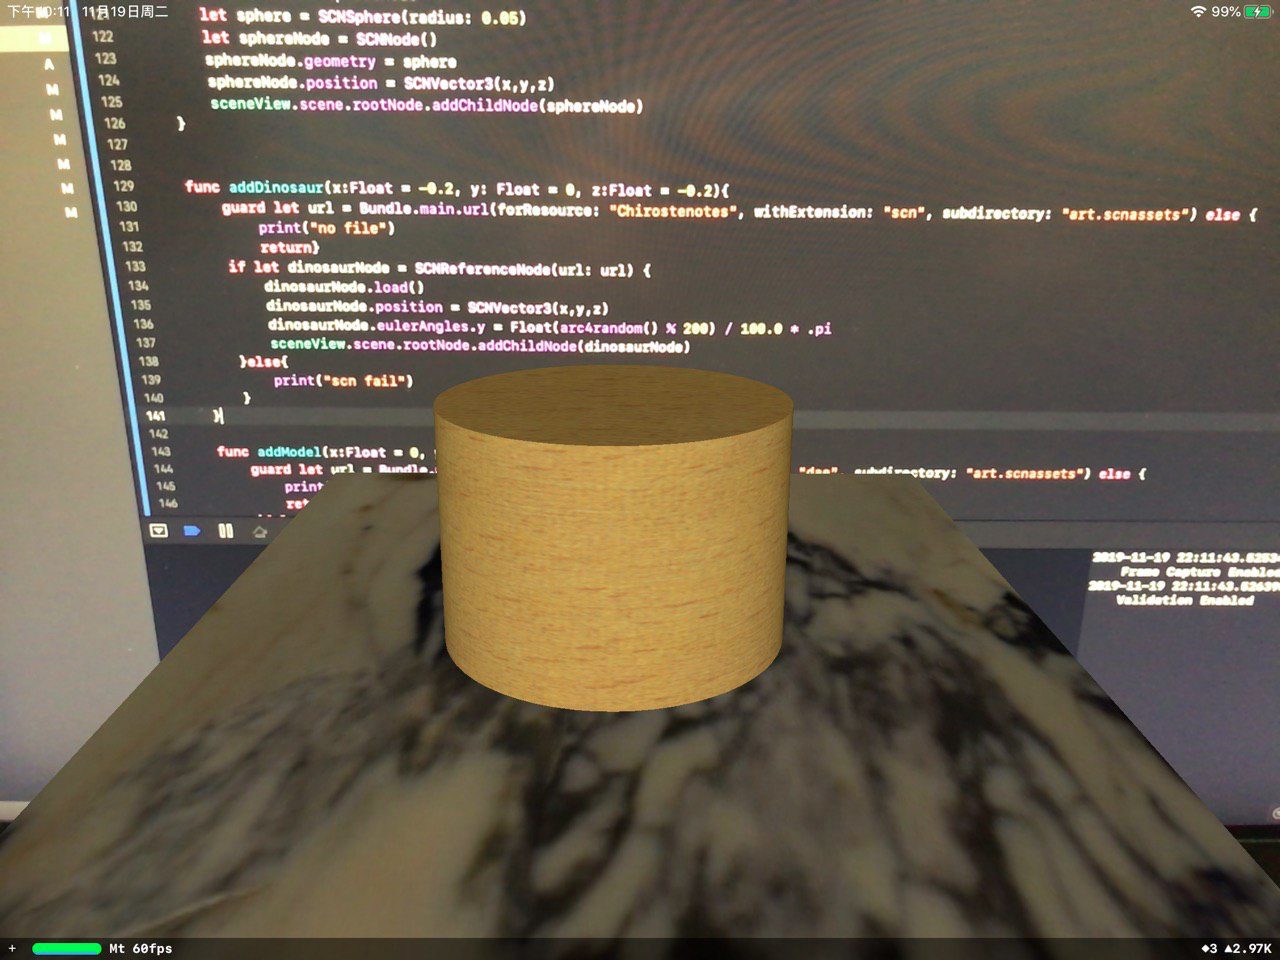 下午10:11 11月19日周二
99%
121 let sphere = SCNSphere(radius: 0.05)
122 let sphereNode = SCNNode()
A 123 sphereNode.geometry = sphere
M 124 sphereNode.position = SCNVector3(x,y,z)
M 125 sceneView.scene.rootNode.addChildNode(sphereNode)
M 126 }
M 127
M 128
M 129 func addDinosaur(x:Float = -0.2, y: Float = 0, z:Float = -0.2){
M 130 guard let url = Bundle.main.url(forResource: "Chirostenotes", withExtension: "scn", subdirectory: "art.scnassets") else {
131 print("no file")
132 return}
133 if let dinosaurNode = SCNReferenceNode(url: url) {
134 dinosaurNode.load()
135 dinosaurNode.position = SCNVector3(x,y,z)
136 dinosaurNode.eulerAngles.y = Float(arc4random() % 200) / 100.0 * .pi
137 sceneView.scene.rootNode.addChildNode(dinosaurNode)
138 }else{
139 print("scn fail")
140 }
141 }
142
143 func addModel(x:Float = 0,
144 guard let url = Bundle. "dae", subdirectory: "art.scnassets") else {
145 print
146 ret
2019-11-19 22:11:43.5253
Frame Capture Enabled
2019-11-19 22:11:43.52639
Validation Enabled
+ Mt 60fps
◆3 ▲2.97K